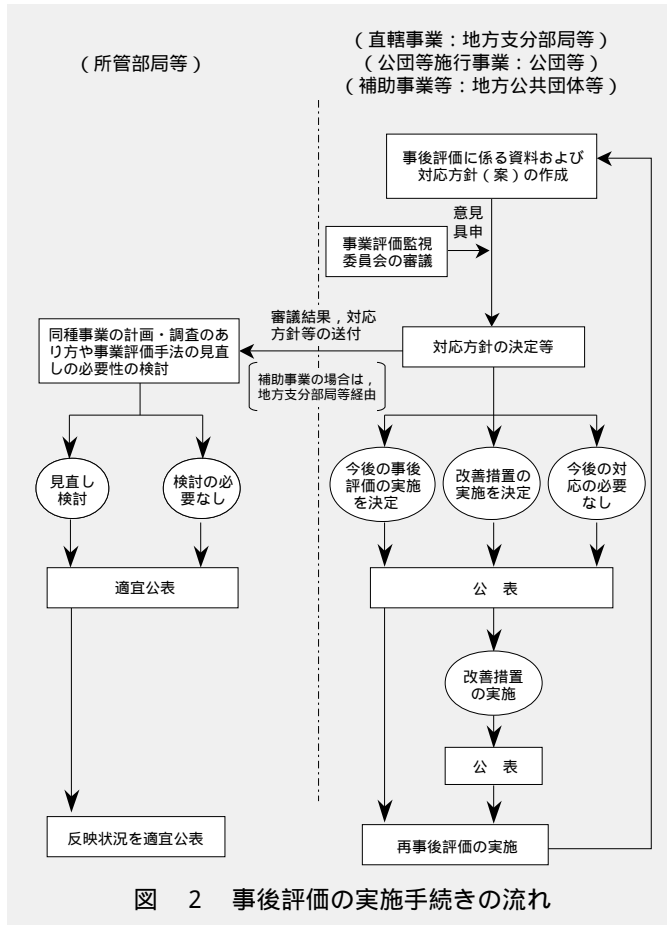 （所管部局等）
（直轄事業：地方支分部局等）
（公団等施行事業：公団等）
（補助事業等：地方公共団体等）
事後評価に係る資料および
対応方針（案）の作成
意見
具申
事業評価監視
委員会の審議
審議結果，対応
方針等の送付
同種事業の計画・調査のあ
り方や事業評価手法の見直
しの必要性の検討
対応方針の決定等
補助事業の場合は，
地方支分部局等経由
見直し
検討
検討の必
要なし
今後の事後
評価の実施
を決定
改善措置の
実施を決定
今後の対
応の必要
なし
適宜公表
公　表
改善措置
の実施
公　表
反映状況を適宜公表
再事後評価の実施
図　2　事後評価の実施手続きの流れ